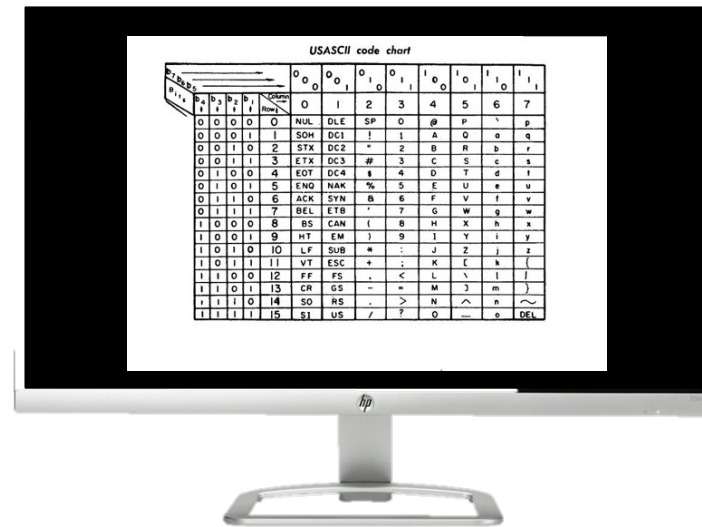 USASCII code chart
b7 b6 b5 0 0 0 0 0 1 0 1 0 0 1 1 1 0 0 1 0 1 1 1 0 1 1 1
Bits b4 b3 b2 b1 Column Row 0 1 2 3 4 5 6 7
0 0 0 0 0 NUL DLE SP 0 @ P ` p
0 0 0 1 1 SOH DC1 ! 1 A Q a q
0 0 1 0 2 STX DC2 " 2 B R b r
0 0 1 1 3 ETX DC3 # 3 C S c s
0 1 0 0 4 EOT DC4 $ 4 D T d t
0 1 0 1 5 ENQ NAK % 5 E U e u
0 1 1 0 6 ACK SYN & 6 F V f v
0 1 1 1 7 BEL ETB ' 7 G W g w
1 0 0 0 8 BS CAN ( 8 H X h x
1 0 0 1 9 HT EM ) 9 I Y i y
1 0 1 0 10 LF SUB * : J Z j z
1 0 1 1 11 VT ESC + ; K [ k {
1 1 0 0 12 FF FS , < L \ l |
1 1 0 1 13 CR GS - = M ] m }
1 1 1 0 14 SO RS . > N ^ n ~
1 1 1 1 15 SI US / ? O _ o DEL
hp